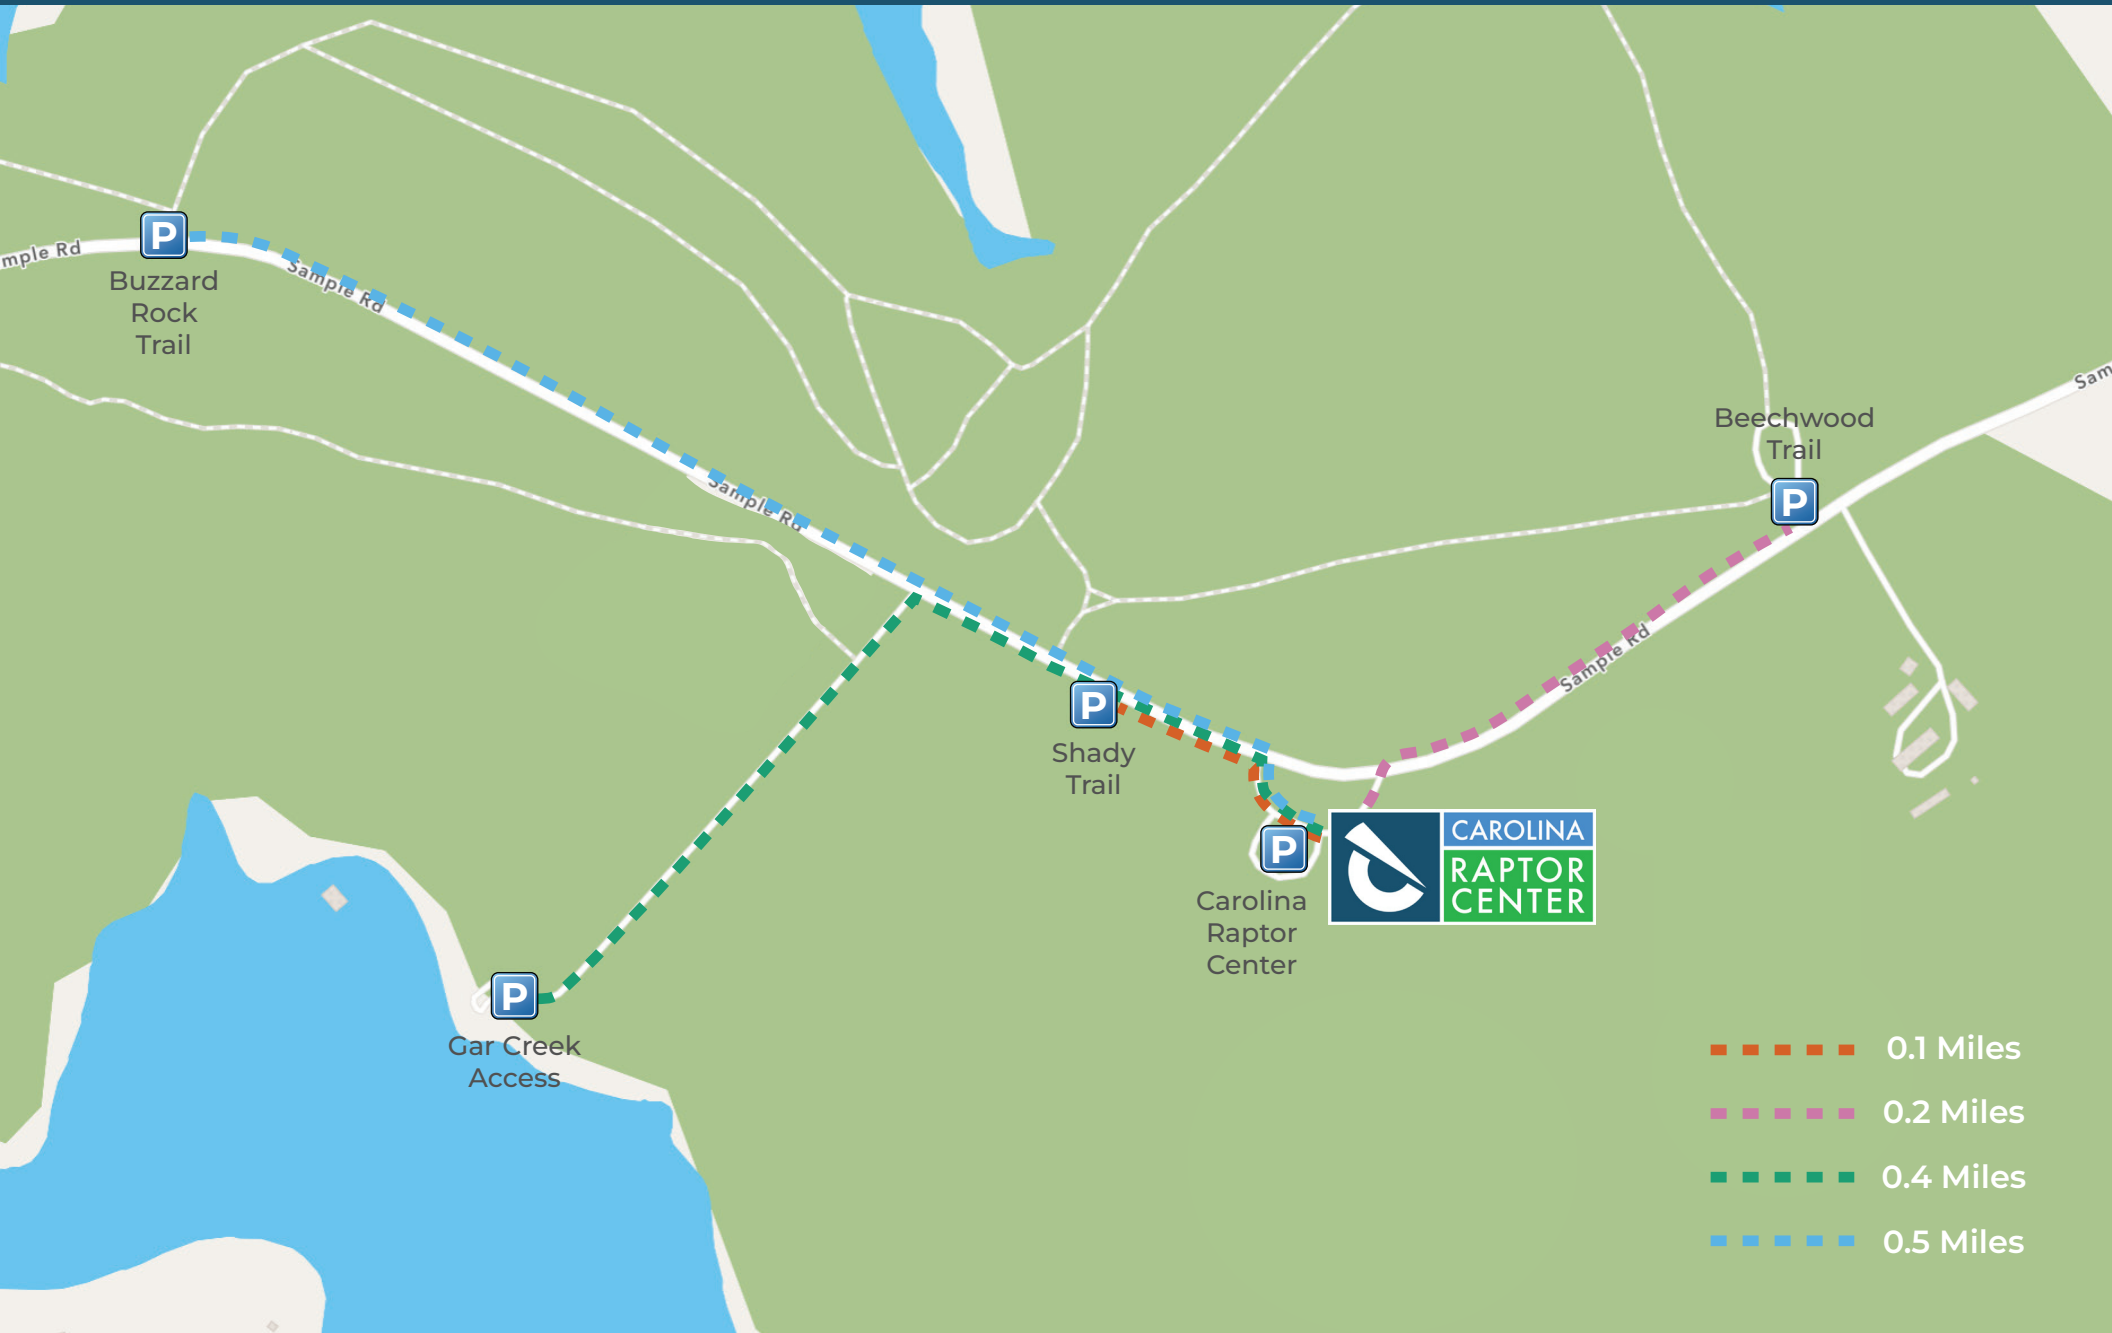 mple Rd
P
Buzzard
Rock
Trail
Sample Rd
Sample Rd
Beechwood
Trail
P
Sam
Sample Rd
P
Shady
Trail
P
Carolina
Raptor
Center
CAROLINA
RAPTOR
CENTER
P
Gar Creek
Access
0.1 Miles
0.2 Miles
0.4 Miles
0.5 Miles